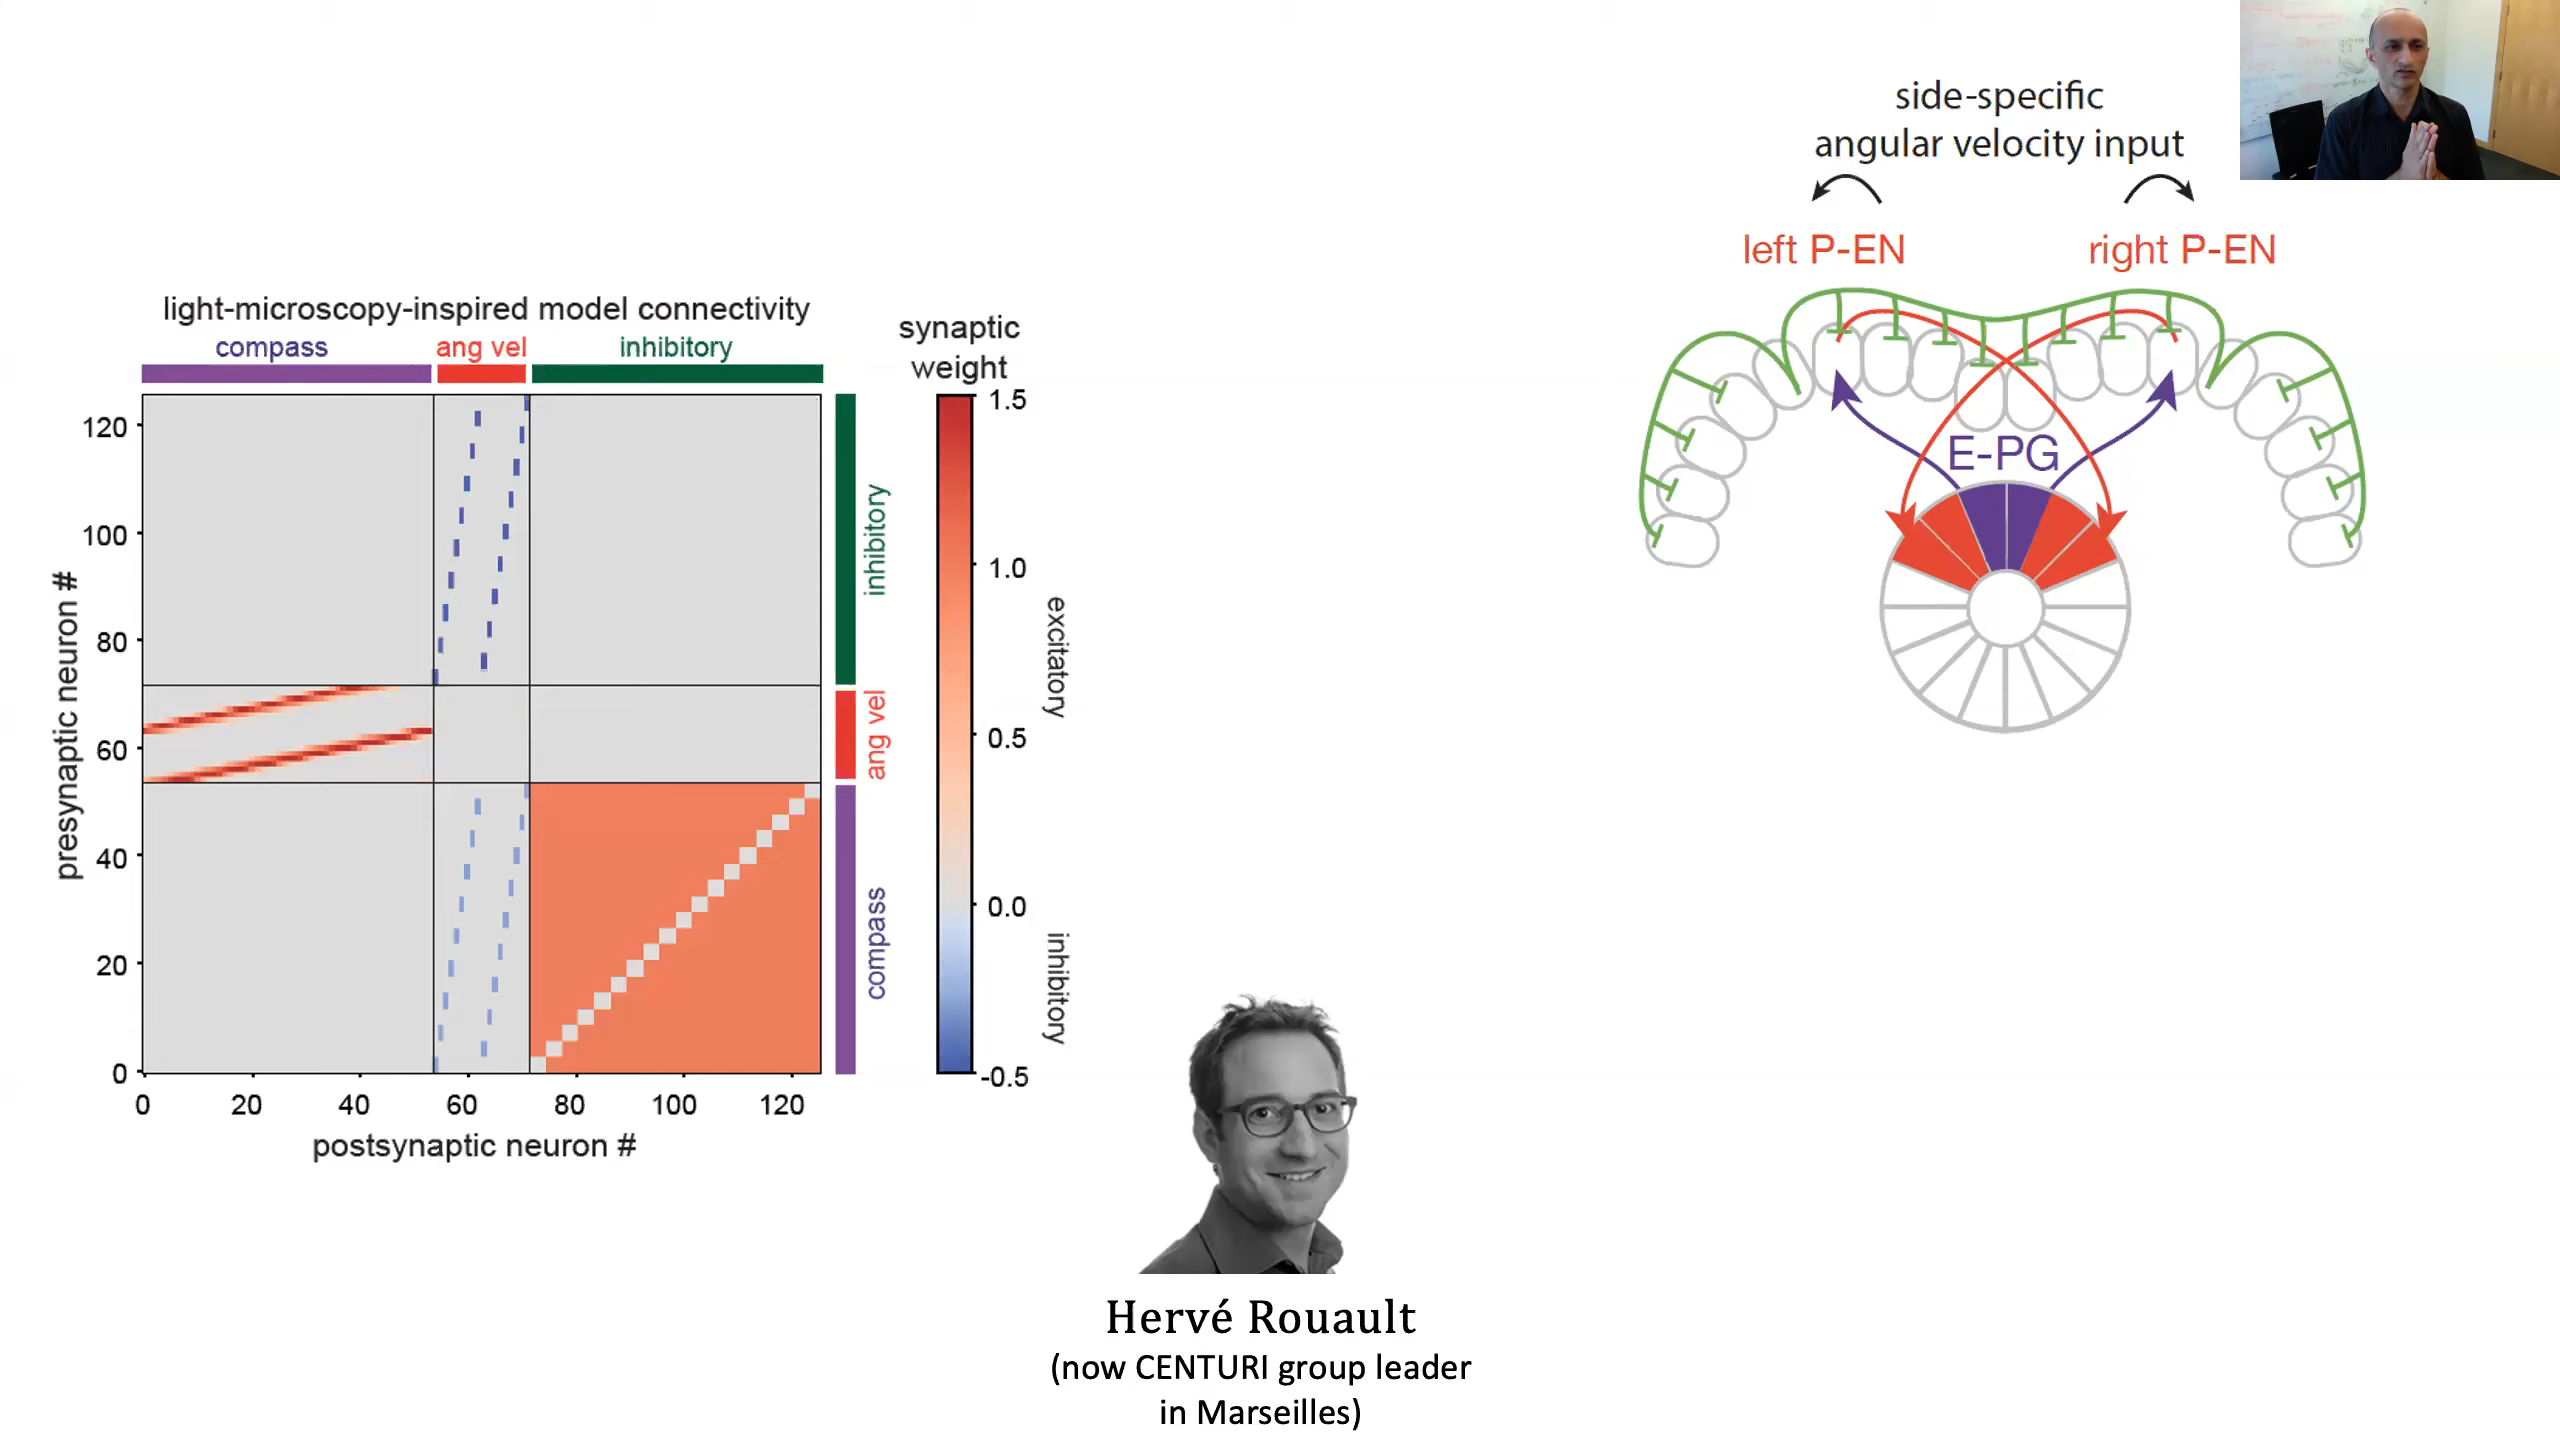 side-specific
angular velocity input
left P-EN
right P-EN
E-PG
light-microscopy-inspired model connectivity
compass
ang vel
inhibitory
synaptic
weight
1.5
1.0
0.5
0.0
-0.5
excitatory
inhibitory
inhibitory
ang vel
compass
presynaptic neuron #
120
100
80
60
40
20
0
0 20 40 60 80 100 120
postsynaptic neuron #
Hervé Rouault
(now CENTURI group leader
in Marseilles)